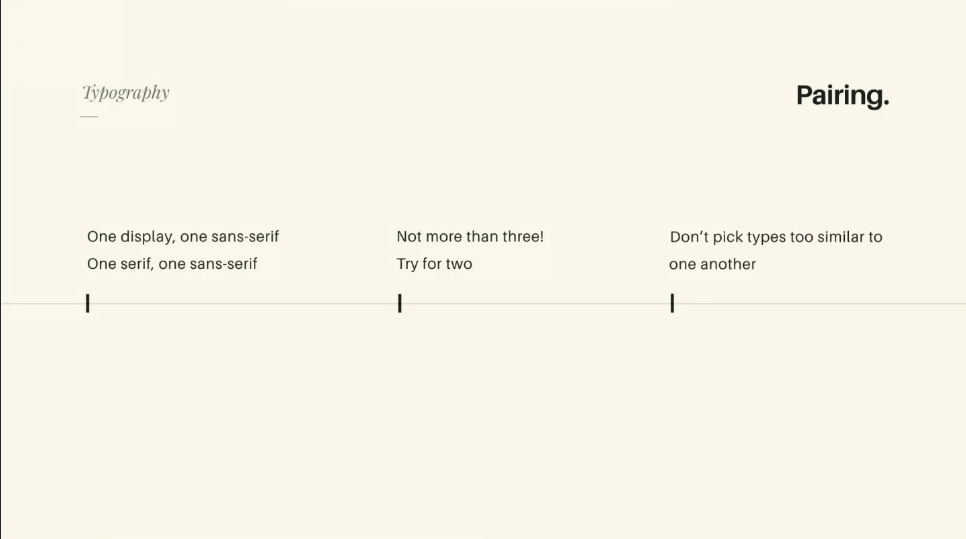 Typography
Pairing.
One display, one sans-serif
One serif, one sans-serif
Not more than three!
Try for two
Don’t pick types too similar to
one another